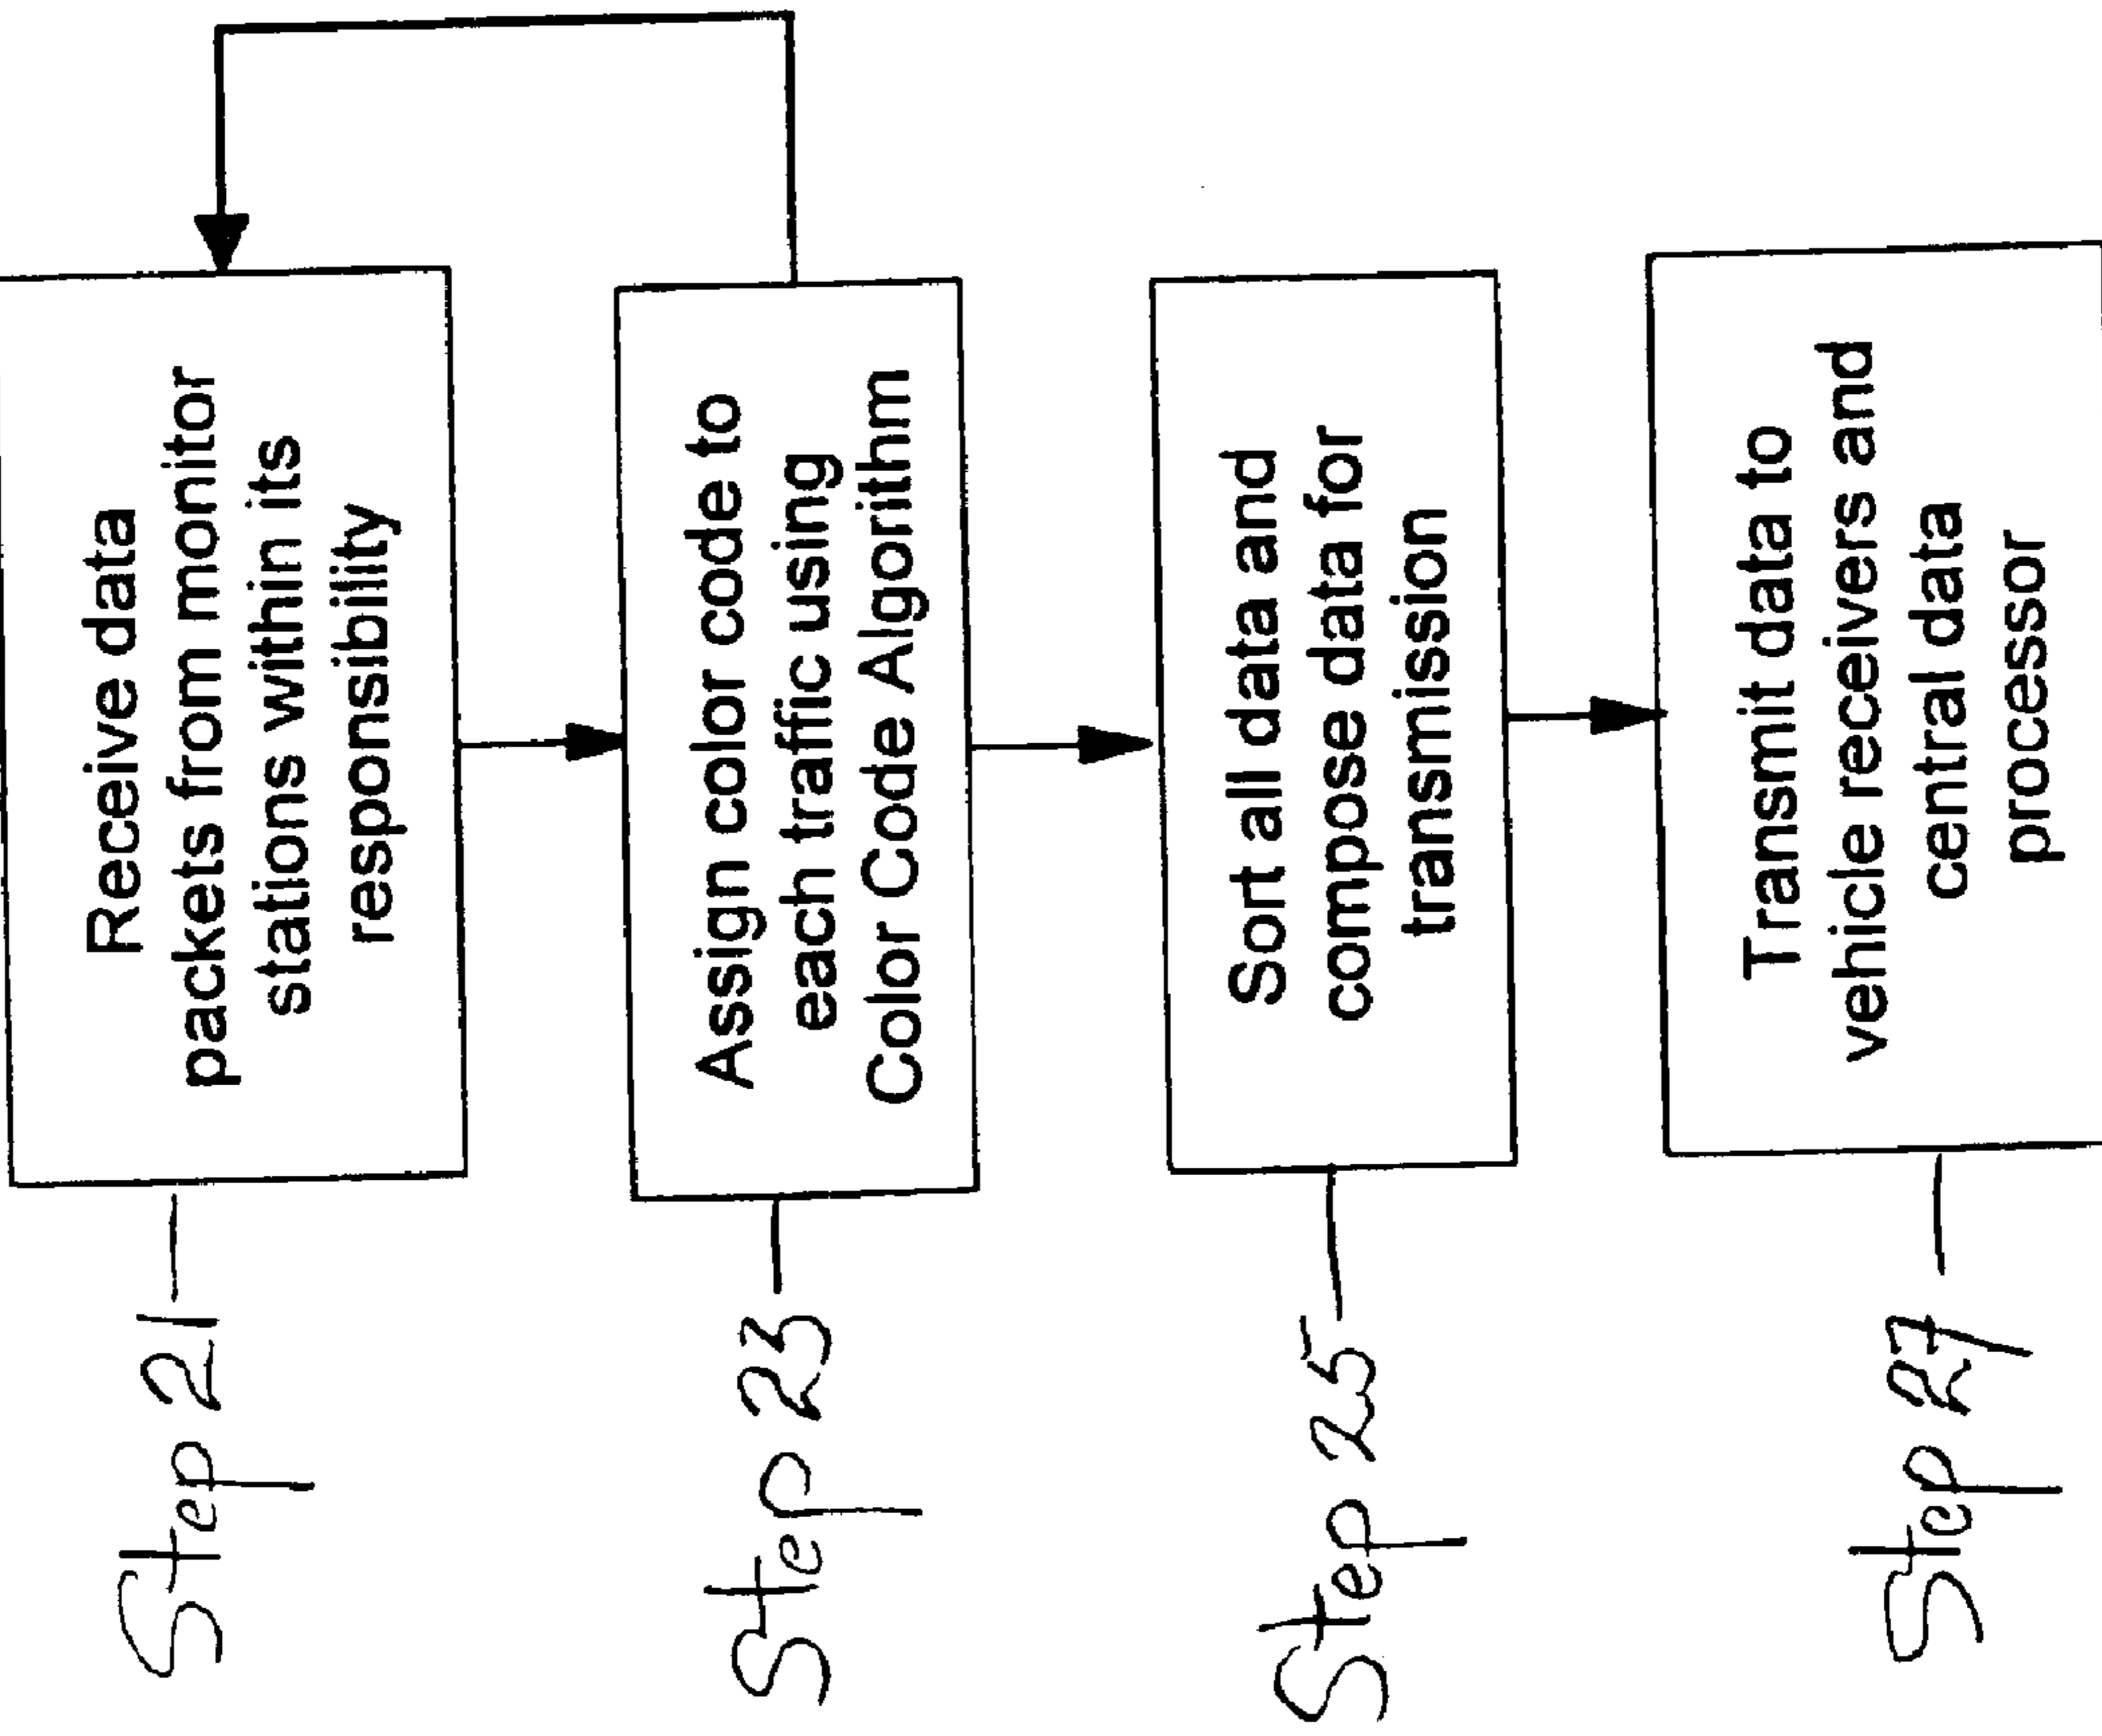 Step 21
Receive data
packets from monitor
stations within its
responsibility
Step 23
Assign color code to
each traffic using
Color Code Algorithm
Step 25
Sort all data and
compose data for
transmission
Step 27
Transmit data to
vehicle receivers and
central data
processor